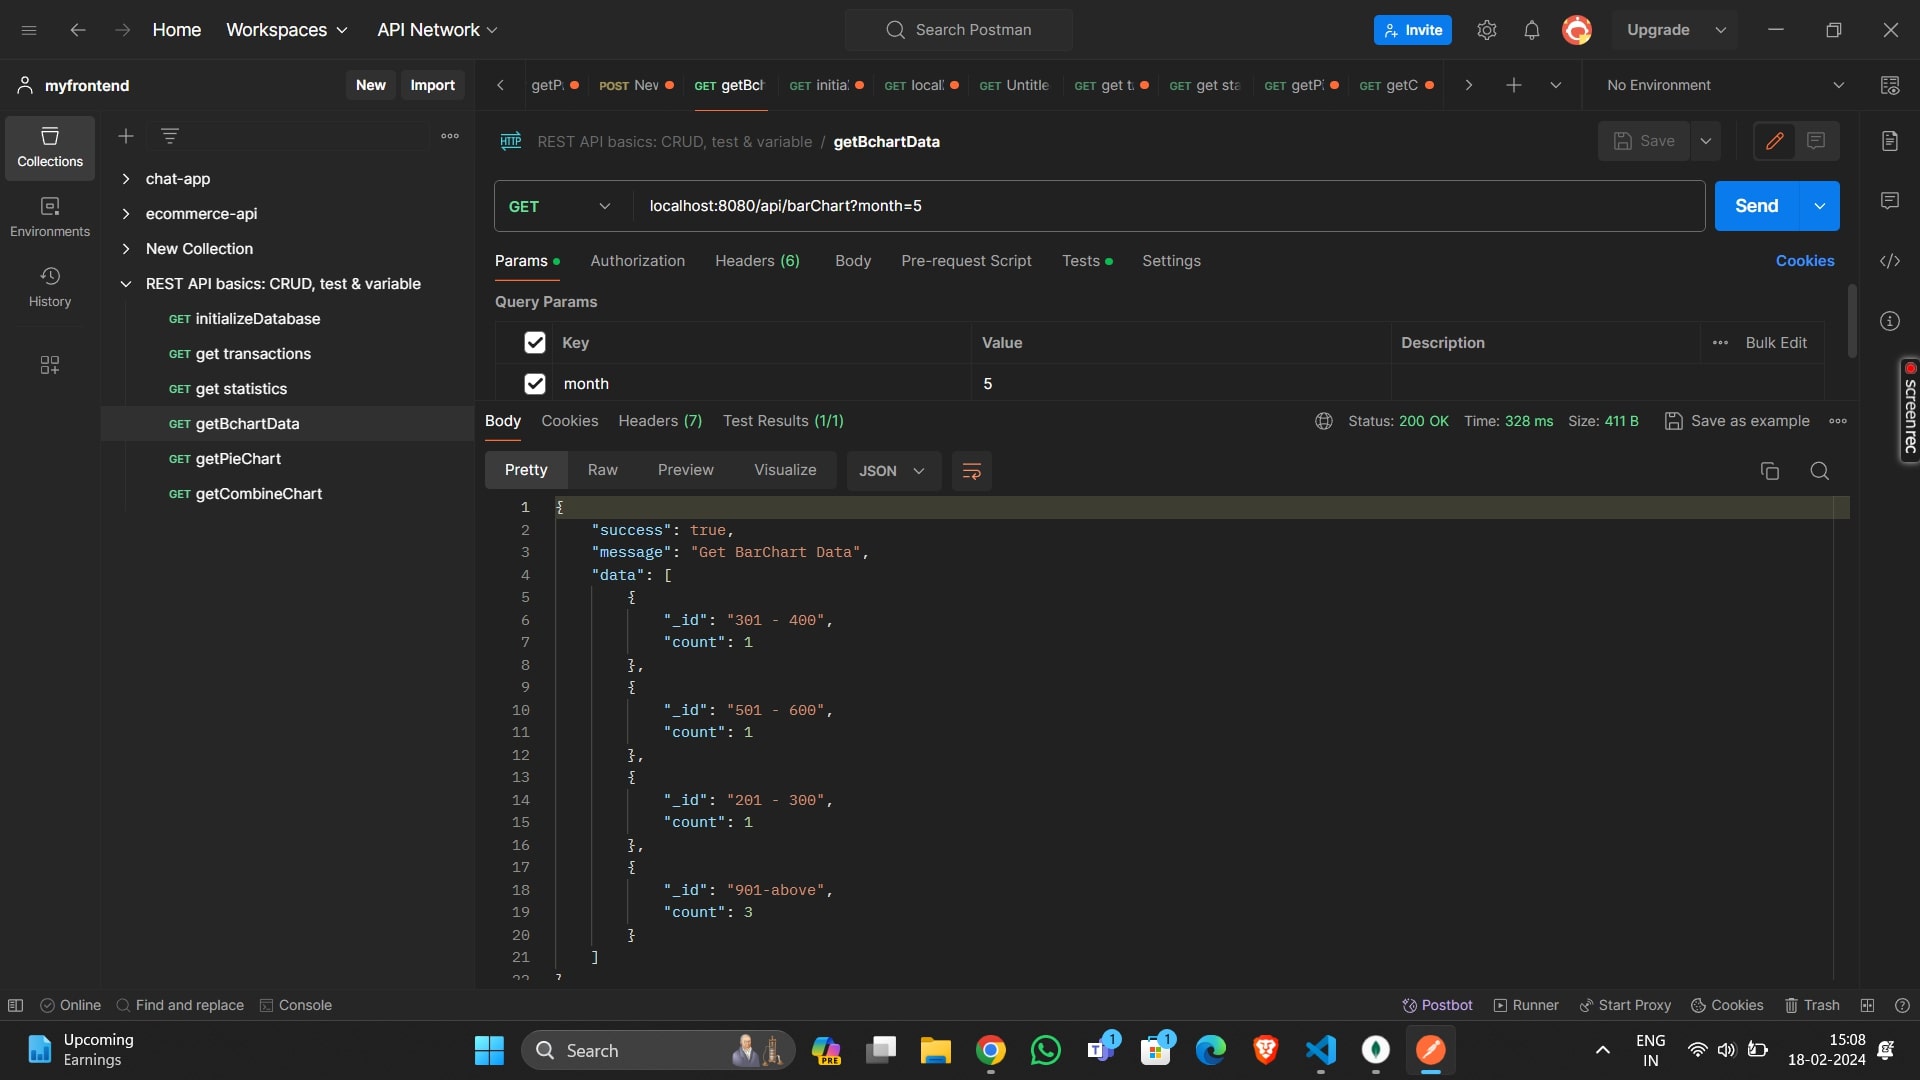 Home Workspaces API Network Search Postman Invite Upgrade
myfrontend New Import getP. POST Nev GET getBcl GET initia GET local GET Untitle GET get t GET get sta GET getP GET getC No Environment
REST API basics: CRUD, test & variable / getBchartData Save
Collections
chat-app
ecommerce-api
New Collection
REST API basics: CRUD, test & variable
GET initializeDatabase
GET get transactions
GET get statistics
GET getBchartData
GET getPieChart
GET getCombineChart
Environments
History
HTTP
GET localhost:8080/api/barChart?month=5 Send
Params Authorization Headers (6) Body Pre-request Script Tests Settings Cookies
Query Params
Key Value Description Bulk Edit
month 5
Body Cookies Headers (7) Test Results (1/1) Status: 200 OK Time: 328 ms Size: 411 B Save as example
Pretty Raw Preview Visualize JSON
1 {
2 "success": true,
3 "message": "Get BarChart Data",
4 "data": [
5 {
6 "_id": "301 - 400",
7 "count": 1
8 },
9 {
10 "_id": "501 - 600",
11 "count": 1
12 },
13 {
14 "_id": "201 - 300",
15 "count": 1
16 },
17 {
18 "_id": "901-above",
19 "count": 3
20 }
21 ]
22 }
screenrec
Online Find and replace Console Postbot Runner Start Proxy Cookies Trash
Upcoming
Earnings
Search
PRE
1
1
ENG
IN
15:08
18-02-2024